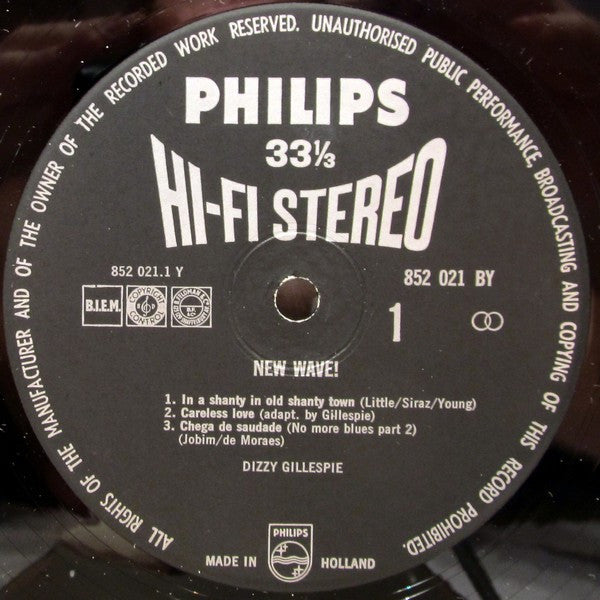 ALL RIGHTS OF THE MANUFACTURER AND OF THE OWNER OF THE RECORDED WORK RESERVED. UNAUTHORISED PUBLIC PERFORMANCE, BROADCASTING AND COPYING OF THIS RECORD PROHIBITED.
PHILIPS
33⅓
HI-FI STEREO
852 021.1 Y
852 021 BY
B.I.E.M.
COPYRIGHT CONTROL
1
NEW WAVE!
1. In a shanty in old shanty town (Little/Siraz/Young)
2. Careless love (adapt. by Gillespie)
3. Chega de saudade (No more blues part 2)
(Jobim/de Moraes)
DIZZY GILLESPIE
PHILIPS
MADE IN HOLLAND